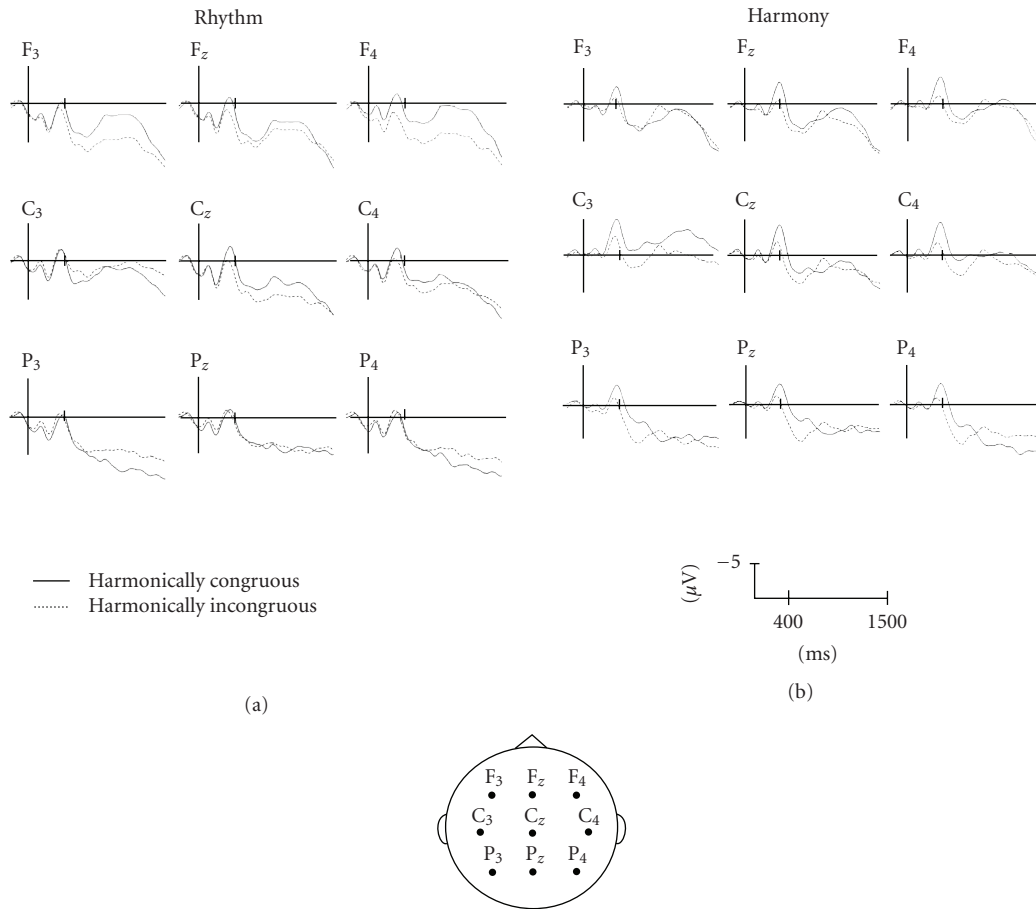 Rhythm
F3 Fz F4
C3 Cz C4
P3 Pz P4
Harmonically congruous
Harmonically incongruous
(a)
Harmony
F3 Fz F4
C3 Cz C4
P3 Pz P4
−5
(μV)
400 1500
(ms)
(b)
F3 Fz F4
C3 Cz C4
P3 Pz P4